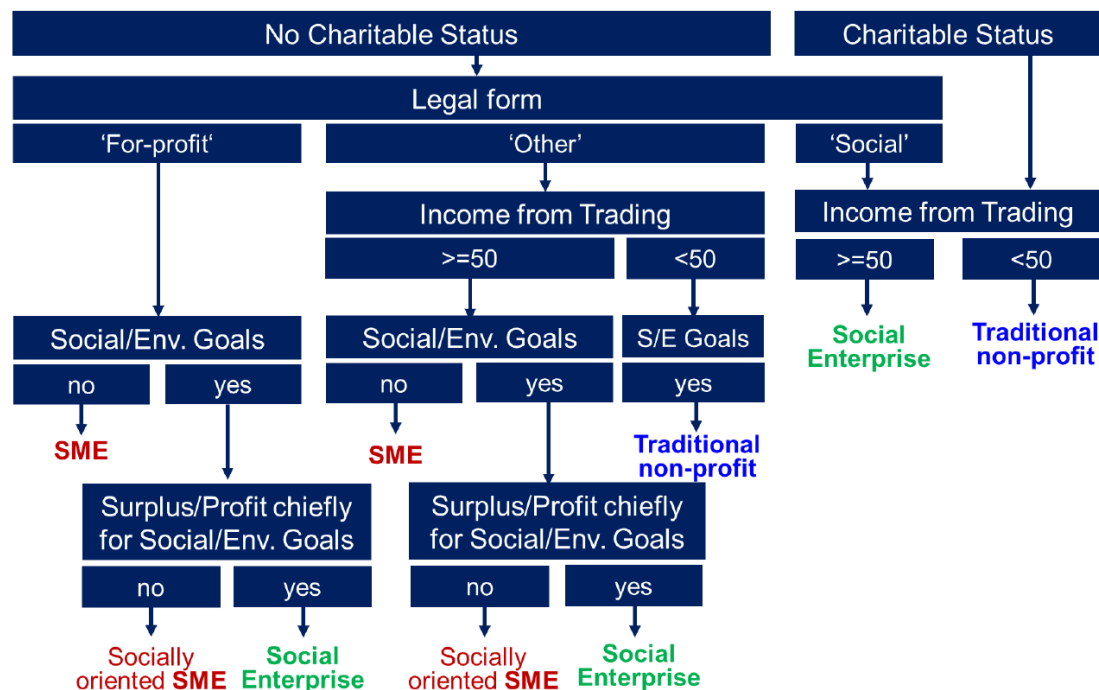 No Charitable Status
Charitable Status
Legal form
‘For-profit‘
‘Other’
‘Social’
Income from Trading
Income from Trading
>=50
<50
>=50
<50
Social/Env. Goals
Social/Env. Goals
S/E Goals
Social
Enterprise
Traditional
non-profit
no
yes
no
yes
yes
SME
SME
Traditional
non-profit
Surplus/Profit chiefly
for Social/Env. Goals
Surplus/Profit chiefly
for Social/Env. Goals
no
yes
no
yes
Socially
oriented SME
Social
Enterprise
Socially
oriented SME
Social
Enterprise